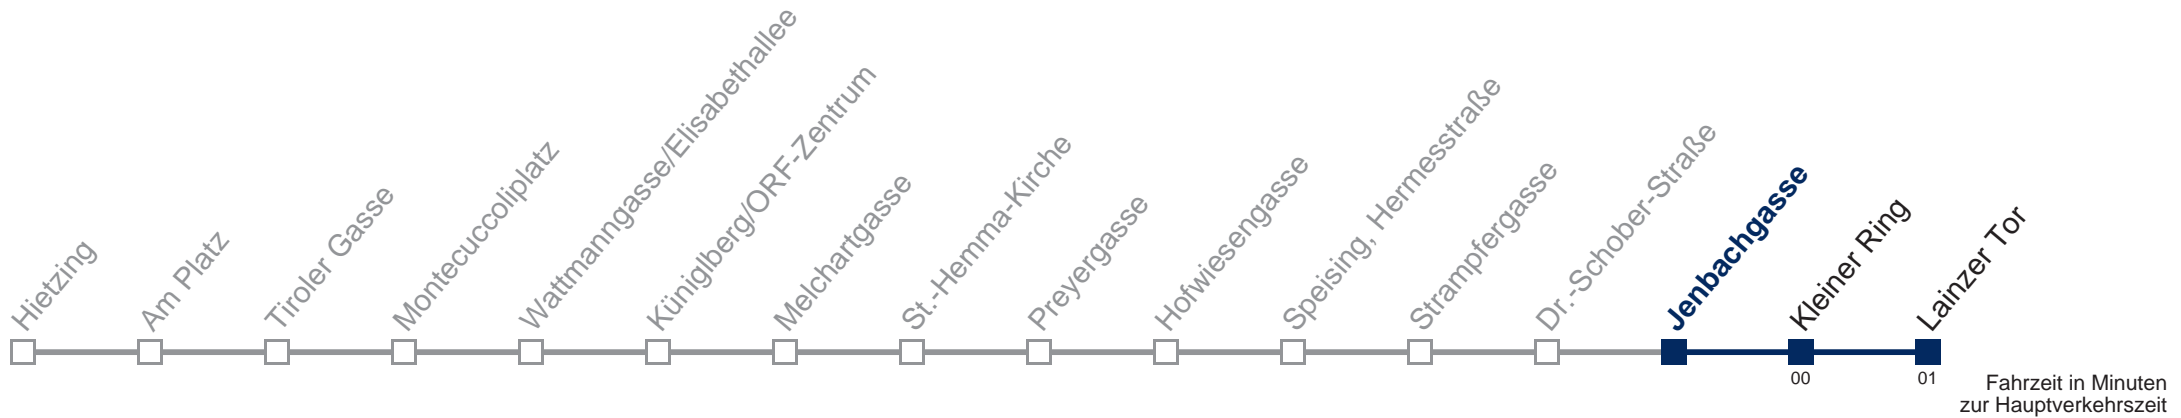 Hietzing
Am Platz
Tiroler Gasse
Montecuccoliplatz
Wattmanngasse/Elisabethallee
Küniglberg/ORF-Zentrum
Melchartgasse
St.-Hemma-Kirche
Preyergasse
Hofwiesengasse
Speising, Hermesstraße
Strampfergasse
Dr.-Schober-Straße
Jenbachgasse
Kleiner Ring
Lainzer Tor
00
01
Fahrzeit in Minuten
zur Hauptverkehrszeit